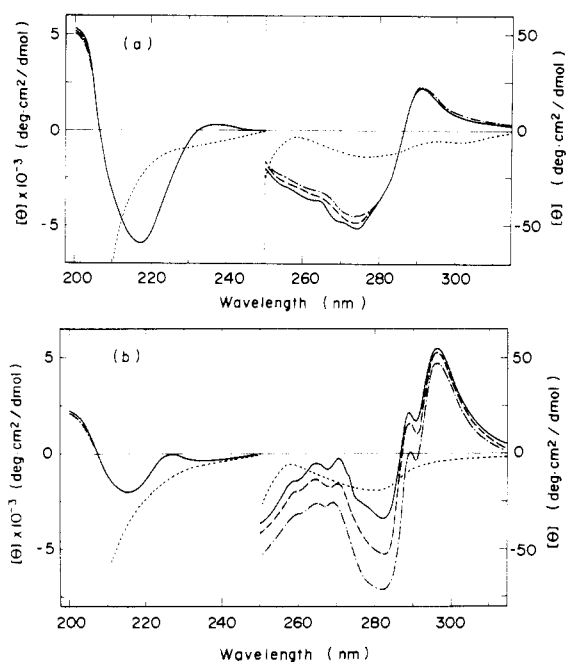 (a)
[θ] x 10⁻³ (deg·cm²/dmol)
5
0
-5
50
0
-50
[θ] (deg·cm²/dmol)
200 220 240 260 280 300
Wavelength (nm)
(b)
[θ] x 10⁻³ (deg cm²/dmol)
5
0
-5
50
0
-50
[θ] (deg cm²/dmol)
200 220 240 260 280 300
Wavelength (nm)